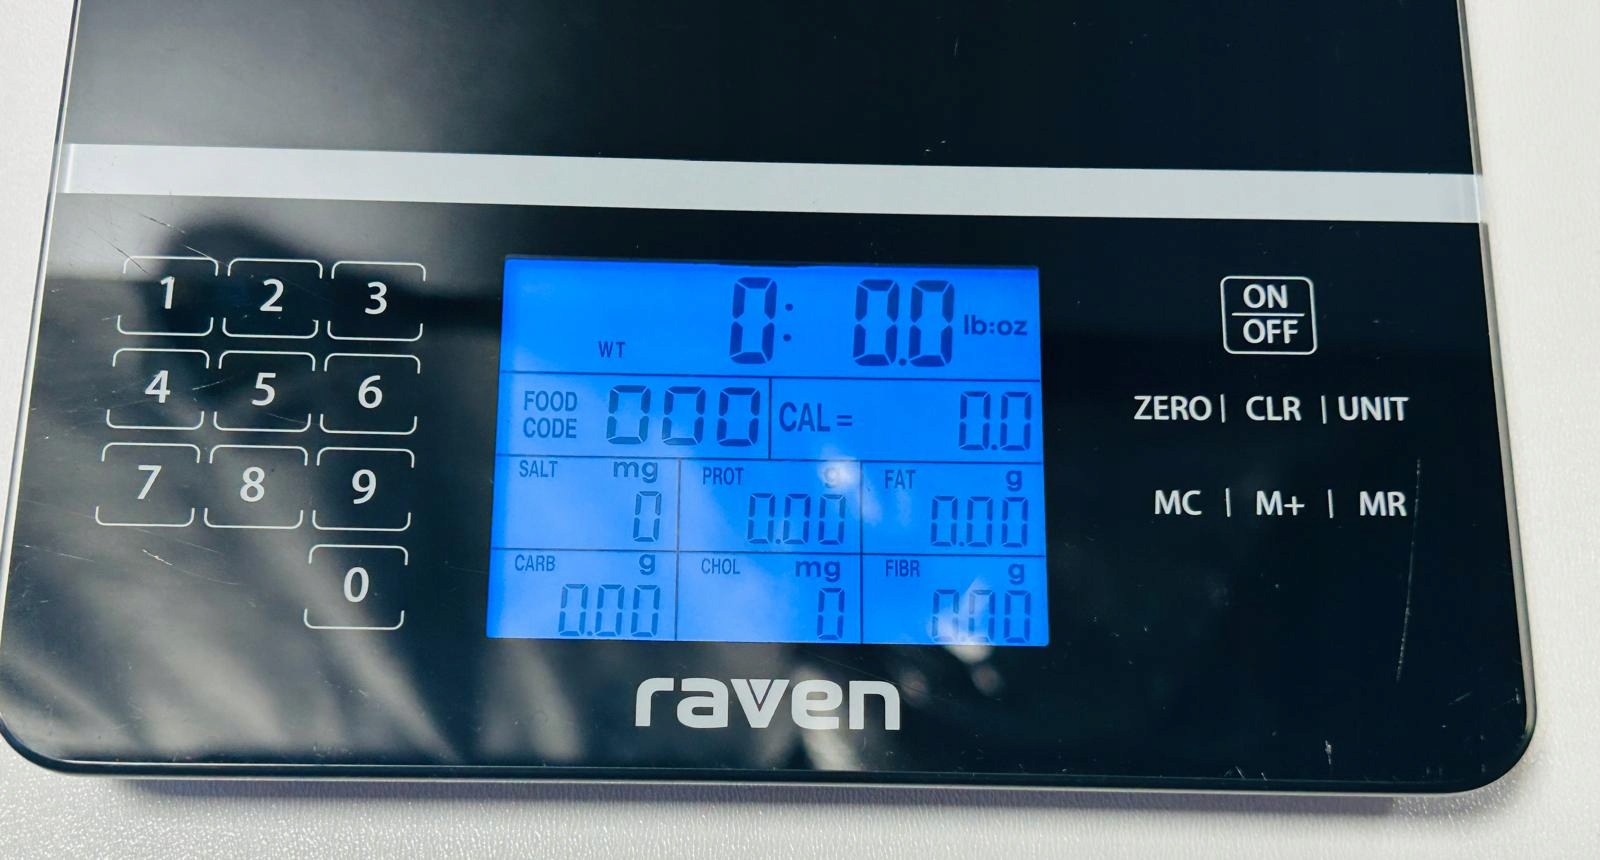 1 2 3
4 5 6
7 8 9
0
WT 0: 0.0 lb:oz
FOOD CODE 000 CAL= 0.0
SALT mg PROT g FAT g
0 0.00 0.00
CARB g CHOL mg FIBR g
0.00 0 0.00
ON
OFF
ZERO | CLR | UNIT
MC | M+ | MR
raven